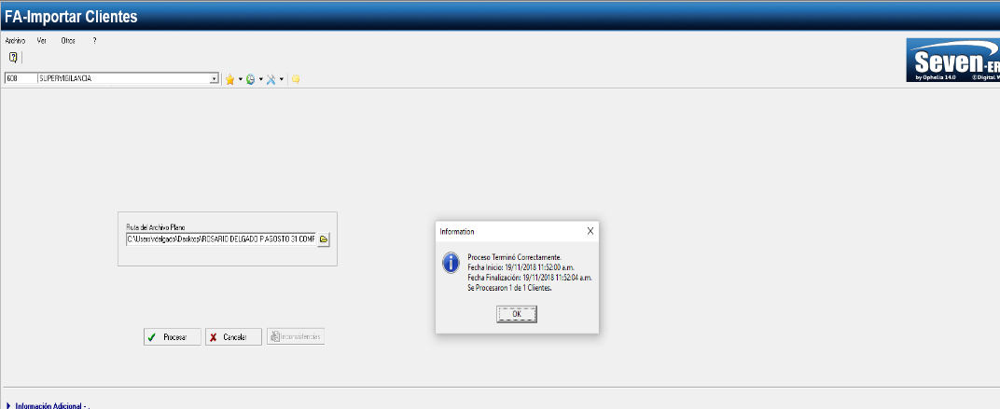 FA-Importar Clientes
Archivo Ver Otros ?
608 SUPERVIGILANCIA
Seven-ER
by Ophelia 14.0 ©Digital W
Ruta del Archivo Plano
C:\Users\rdelgado\Desktop\ROSARIO DELGADO P.AGOSTO 31 COMF
Information
Proceso Terminó Correctamente.
Fecha Inicio: 19/11/2018 11:52:00 a.m.
Fecha Finalización: 19/11/2018 11:52:04 a.m.
Se Procesaron 1 de 1 Clientes.
OK
Procesar Cancelar Inconsistencias
Información Adicional - .